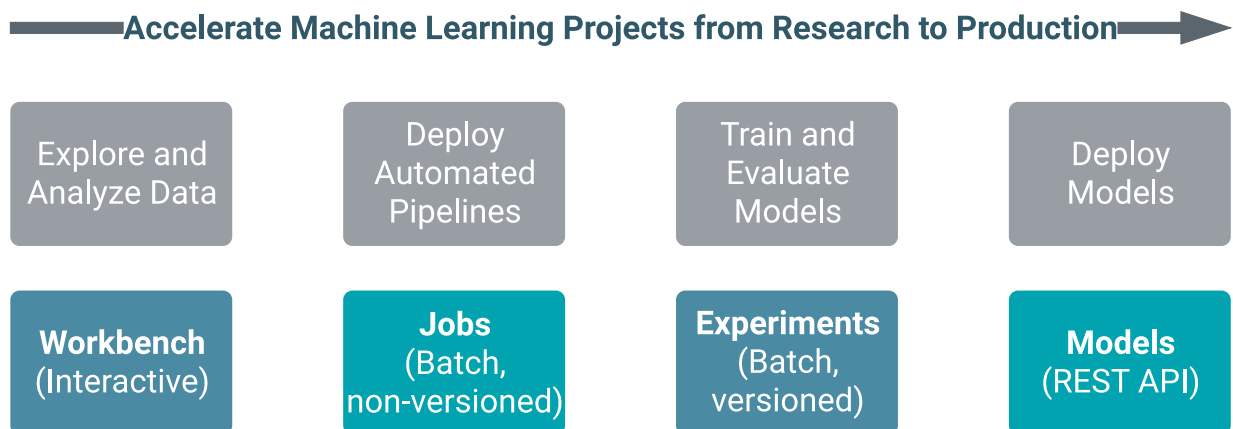 Accelerate Machine Learning Projects from Research to Production
Explore and
Analyze Data
Deploy
Automated
Pipelines
Train and
Evaluate
Models
Deploy
Models
Workbench
(Interactive)
Jobs
(Batch,
non-versioned)
Experiments
(Batch,
versioned)
Models
(REST API)